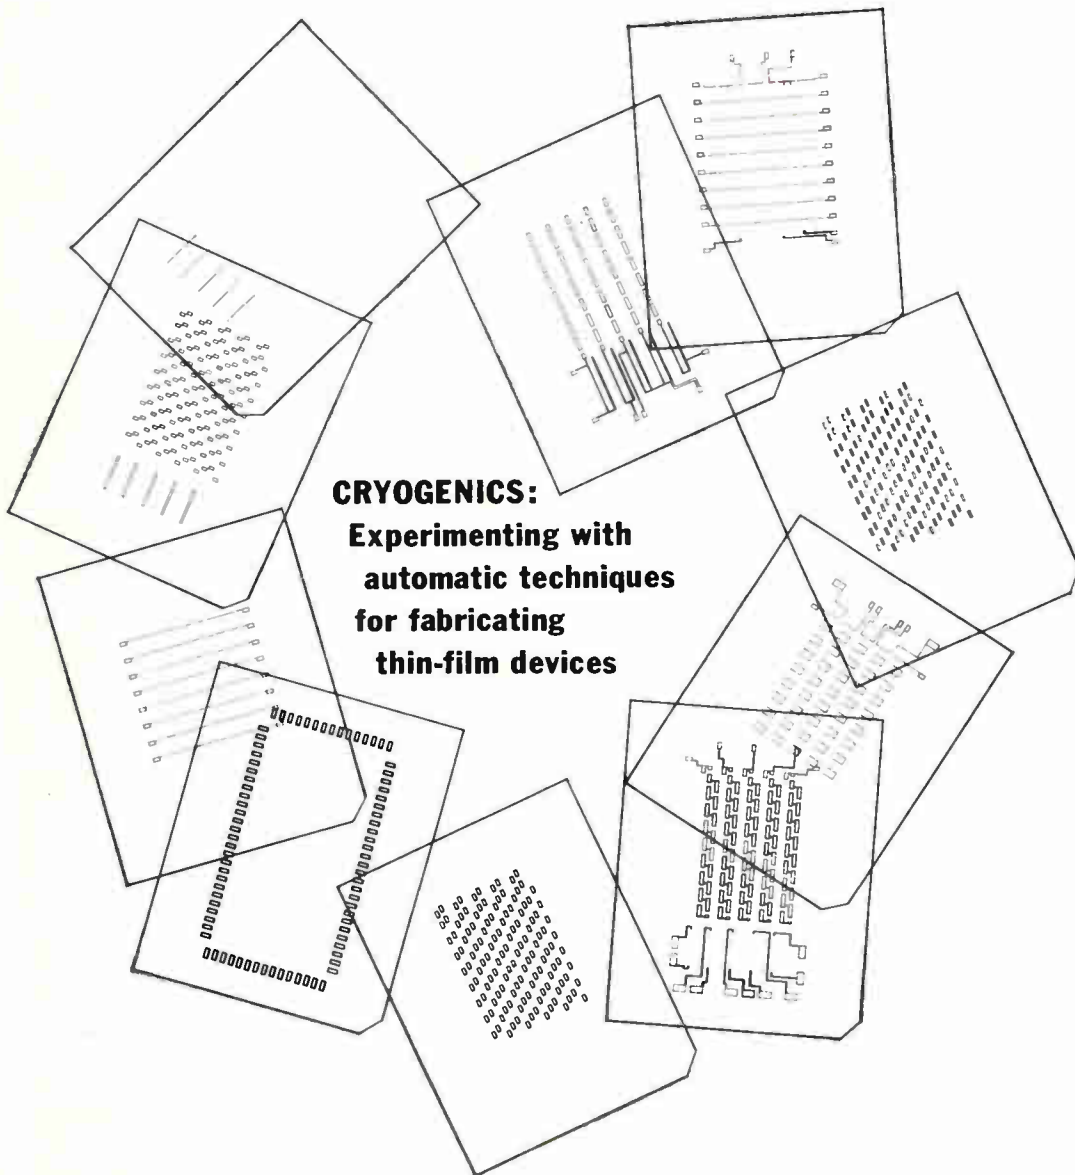 CRYOGENICS:
Experimenting with
automatic techniques
for fabricating
thin-film devices